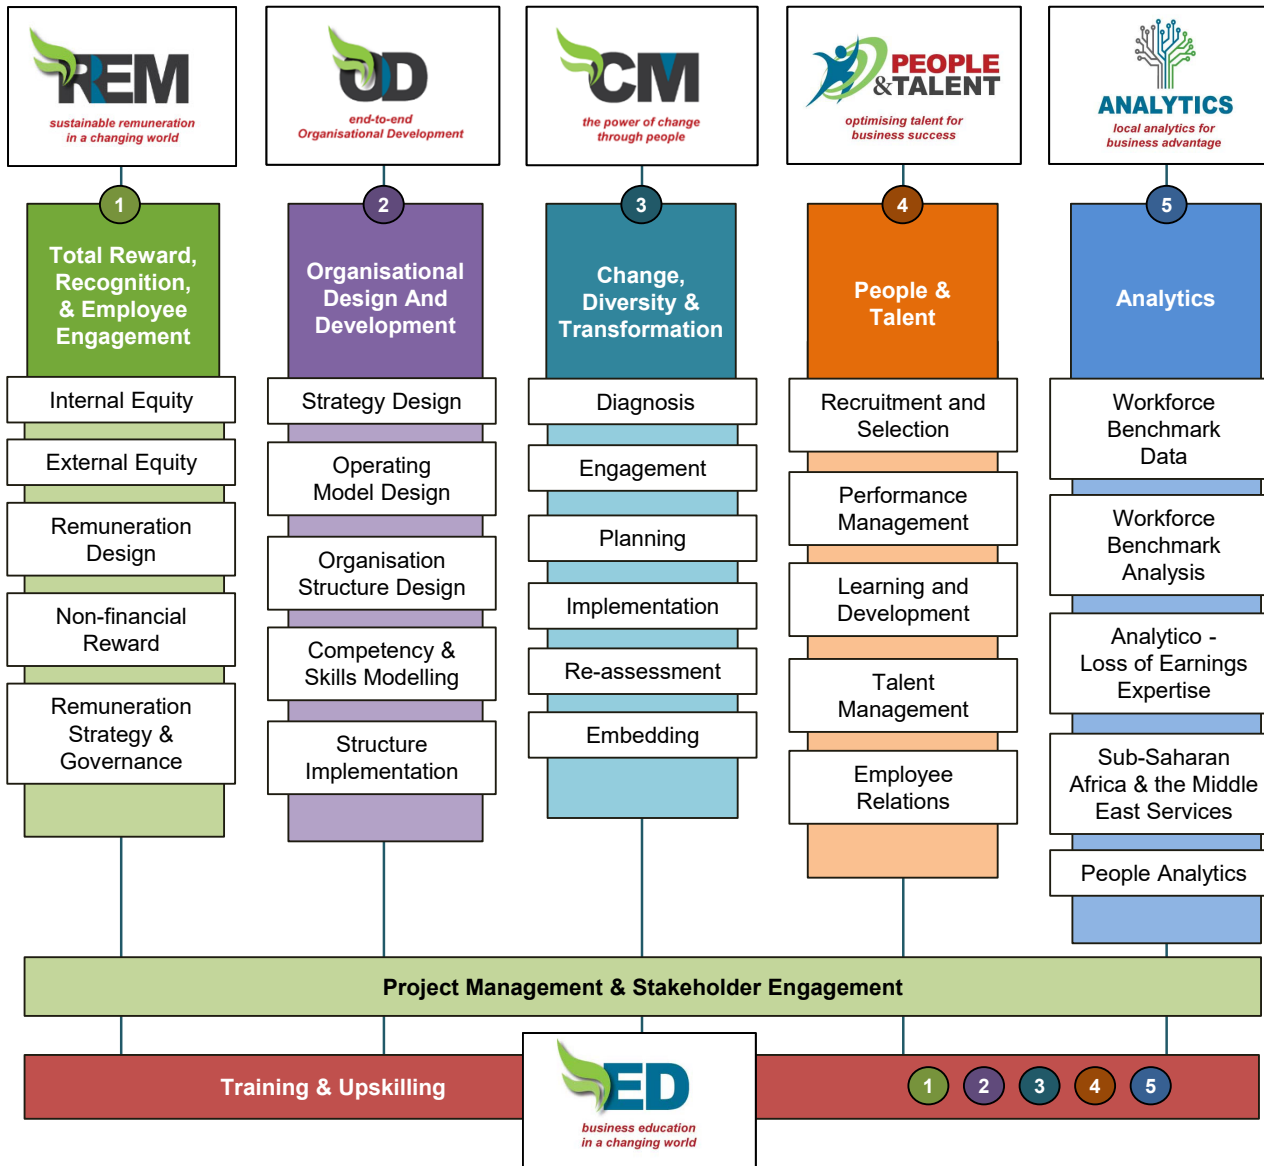 REM
sustainable remuneration
in a changing world
OD
end-to-end
Organisational Development
CM
the power of change
through people
PEOPLE
&TALENT
optimising talent for
business success
ANALYTICS
local analytics for
business advantage
1
Total Reward,
Recognition,
& Employee
Engagement
Internal Equity
External Equity
Remuneration
Design
Non-financial
Reward
Remuneration
Strategy &
Governance
2
Organisational
Design And
Development
Strategy Design
Operating
Model Design
Organisation
Structure Design
Competency &
Skills Modelling
Structure
Implementation
3
Change,
Diversity &
Transformation
Diagnosis
Engagement
Planning
Implementation
Re-assessment
Embedding
4
People &
Talent
Recruitment and
Selection
Performance
Management
Learning and
Development
Talent
Management
Employee
Relations
5
Analytics
Workforce
Benchmark
Data
Workforce
Benchmark
Analysis
Analytico -
Loss of Earnings
Expertise
Sub-Saharan
Africa & the Middle
East Services
People Analytics
Project Management & Stakeholder Engagement
Training & Upskilling
ED
business education
in a changing world
1 2 3 4 5